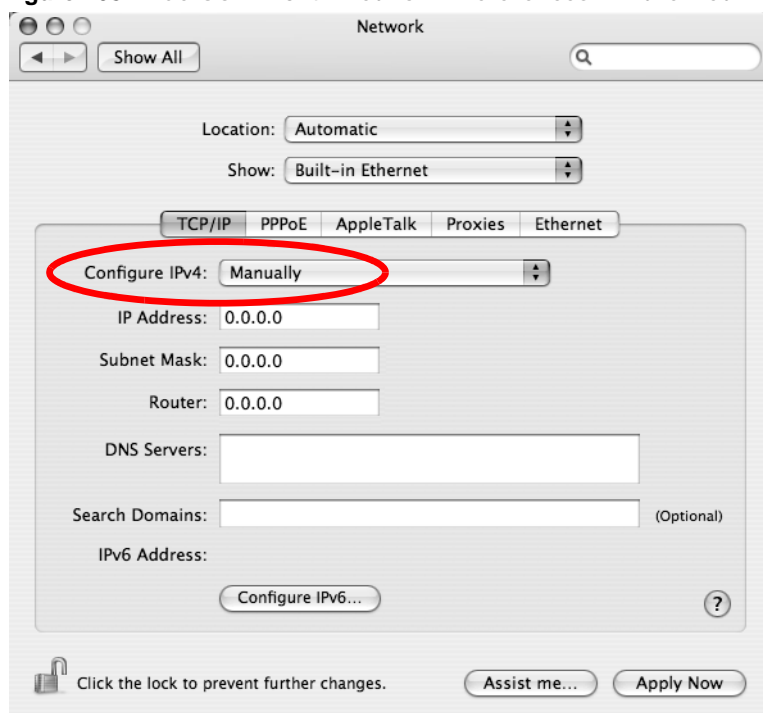 Network
Show All
Location: Automatic
Show: Built-in Ethernet
TCP/IP PPPoE AppleTalk Proxies Ethernet
Configure IPv4: Manually
IP Address: 0.0.0.0
Subnet Mask: 0.0.0.0
Router: 0.0.0.0
DNS Servers:
Search Domains: (Optional)
IPv6 Address:
Configure IPv6... ?
Click the lock to prevent further changes. Assist me... Apply Now